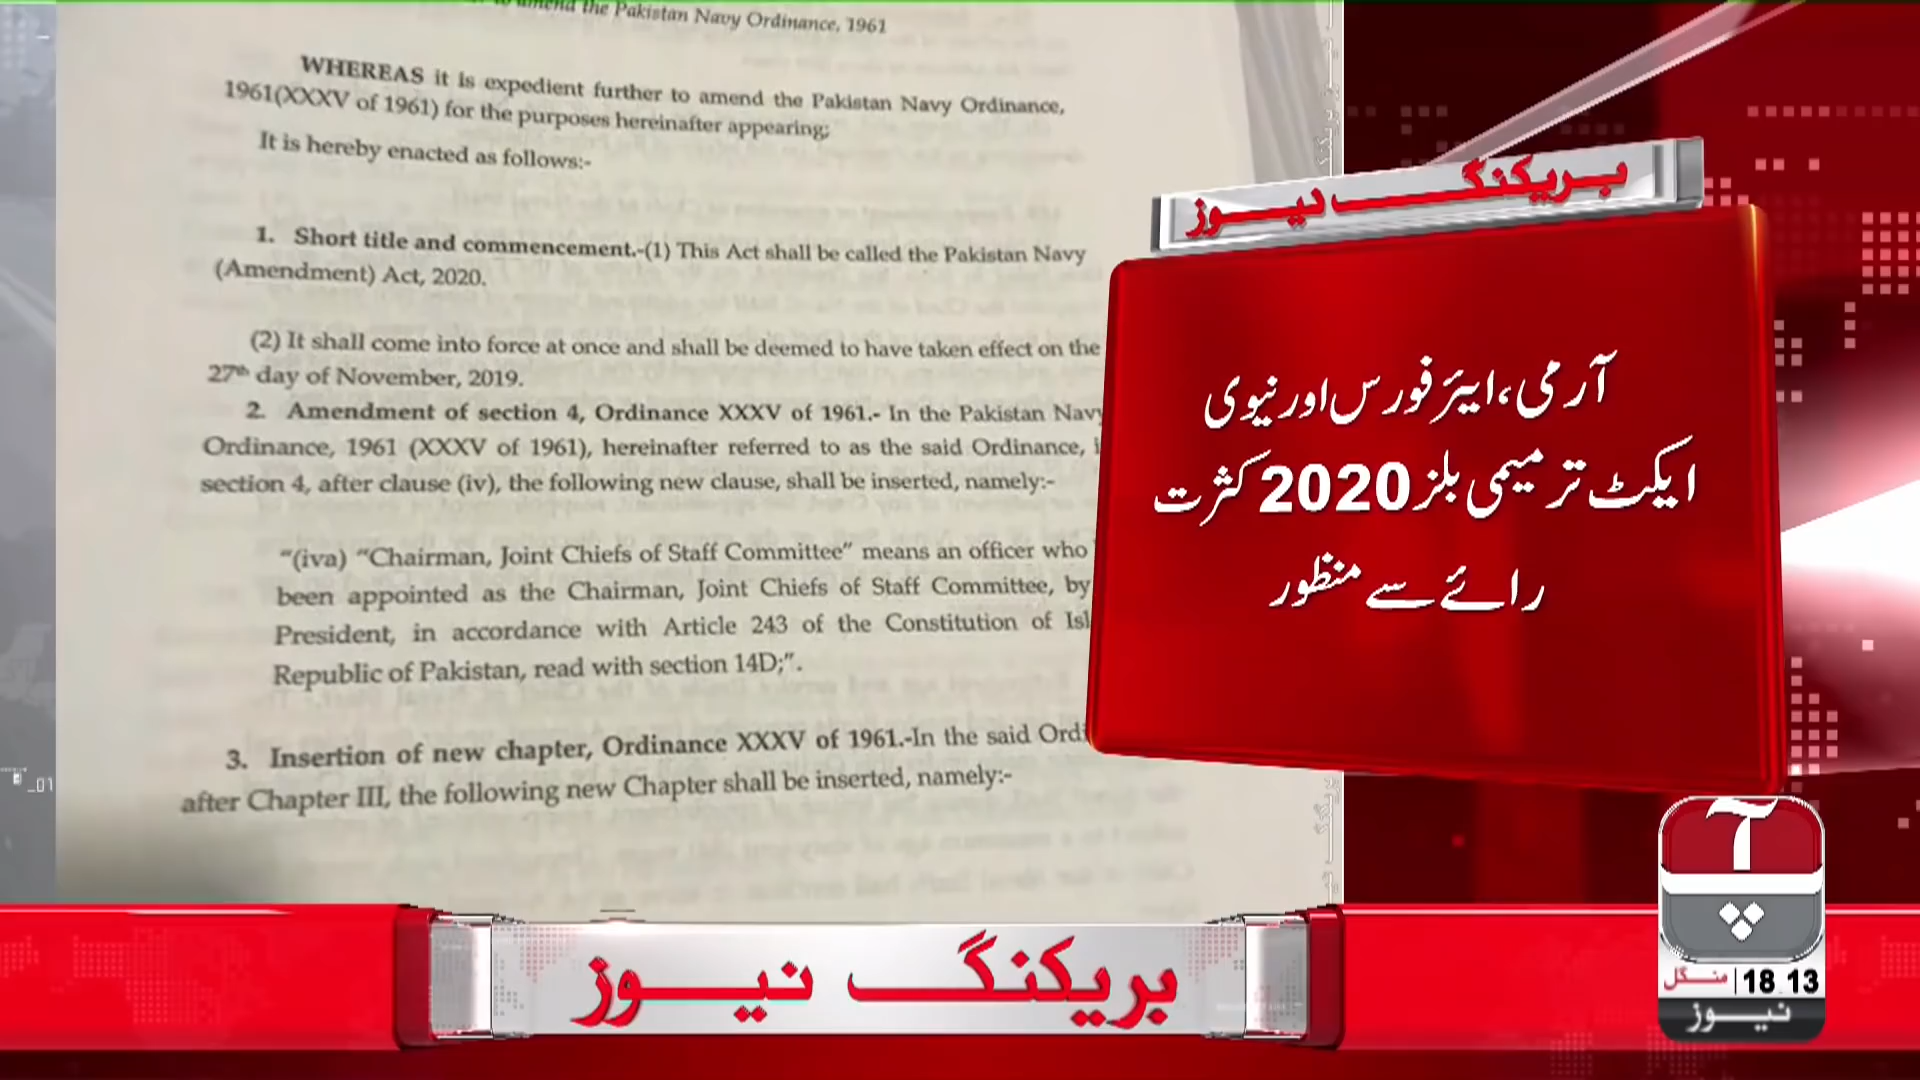 to amend the Pakistan Navy Ordinance, 1961
WHEREAS it is expedient further to amend the Pakistan Navy Ordinance,
1961(XXXV of 1961) for the purposes hereinafter appearing;
It is hereby enacted as follows:-
1. Short title and commencement.-(1) This Act shall be called the Pakistan Navy
(Amendment) Act, 2020.
(2) It shall come into force at once and shall be deemed to have taken effect on the
27th day of November, 2019.
2. Amendment of section 4, Ordinance XXXV of 1961.- In the Pakistan Navy
Ordinance, 1961 (XXXV of 1961), hereinafter referred to as the said Ordinance,
section 4, after clause (iv), the following new clause, shall be inserted, namely:-
“(iva) “Chairman, Joint Chiefs of Staff Committee” means an officer who
been appointed as the Chairman, Joint Chiefs of Staff Committee, by
President, in accordance with Article 243 of the Constitution of
Republic of Pakistan, read with section 14D;”.
3. Insertion of new chapter, Ordinance XXXV of 1961.-In the said
after Chapter III, the following new Chapter shall be inserted, namely:-
بریکنگ نیوز
آرمی، ایئر فورس اور نیوی
ایکٹ ترمیمی بلز 2020 کثرت
رائے سے منظور
بریکنگ نیوز
آپ
منگل 18 13
نیوز